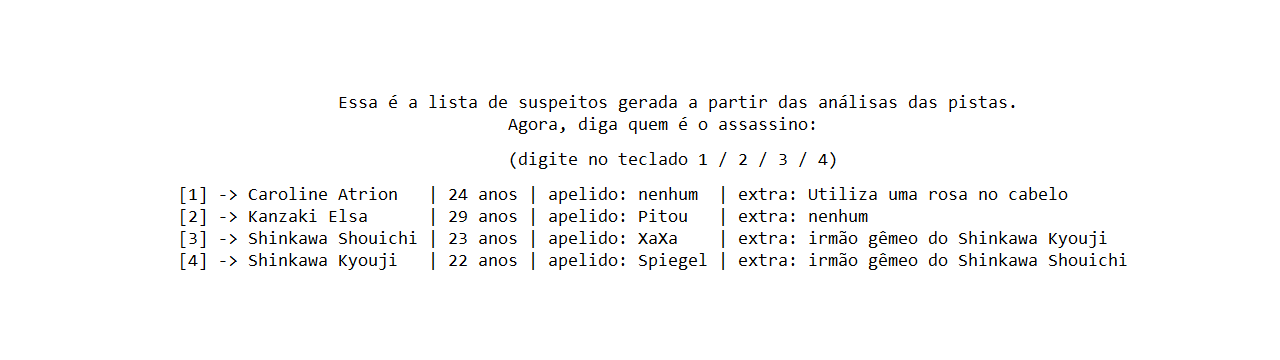 Essa é a lista de suspeitos gerada a partir das análisas das pistas.
Agora, diga quem é o assassino:
(digite no teclado 1 / 2 / 3 / 4)
[1] -> Caroline Atrion   | 24 anos | apelido: nenhum  | extra: Utiliza uma rosa no cabelo
[2] -> Kanzaki Elsa      | 29 anos | apelido: Pitou   | extra: nenhum
[3] -> Shinkawa Shouichi | 23 anos | apelido: XaXa    | extra: irmão gêmeo do Shinkawa Kyouji
[4] -> Shinkawa Kyouji   | 22 anos | apelido: Spiegel | extra: irmão gêmeo do Shinkawa Shouichi